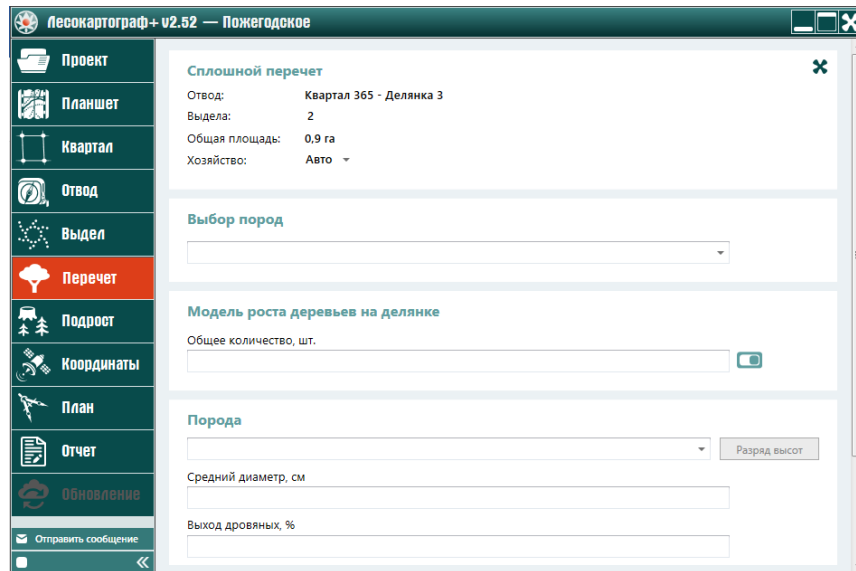 Лесокартограф+ v2.52 — Пожегодское
Проект
Планшет
Квартал
Отвод
Выдел
Перечет
Подрост
Координаты
План
Отчет
Обновление
Отправить сообщение
Сплошной перечет
Отвод: Квартал 365 - Делянка 3
Выдела: 2
Общая площадь: 0,9 га
Хозяйство: Авто
Выбор пород
Модель роста деревьев на делянке
Общее количество, шт.
Порода
Разряд высот
Средний диаметр, см
Выход дровяных, %